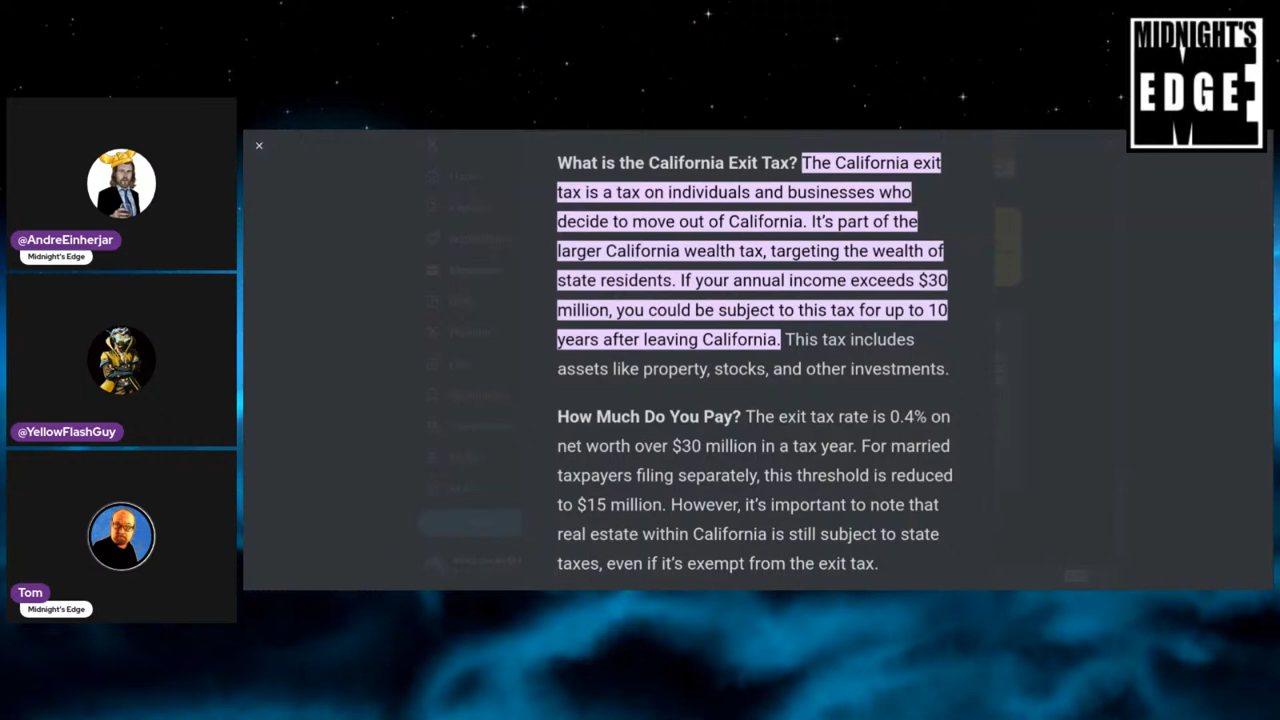 MIDNIGHT'S
EDGE
@AndreEinherjar
Midnight's Edge
@YellowFlashGuy
Tom
Midnight's Edge
What is the California Exit Tax? The California exit
tax is a tax on individuals and businesses who
decide to move out of California. It's part of the
larger California wealth tax, targeting the wealth of
state residents. If your annual income exceeds $30
million, you could be subject to this tax for up to 10
years after leaving California. This tax includes
assets like property, stocks, and other investments.
How Much Do You Pay? The exit tax rate is 0.4% on
net worth over $30 million in a tax year. For married
taxpayers filing separately, this threshold is reduced
to $15 million. However, it's important to note that
real estate within California is still subject to state
taxes, even if it's exempt from the exit tax.